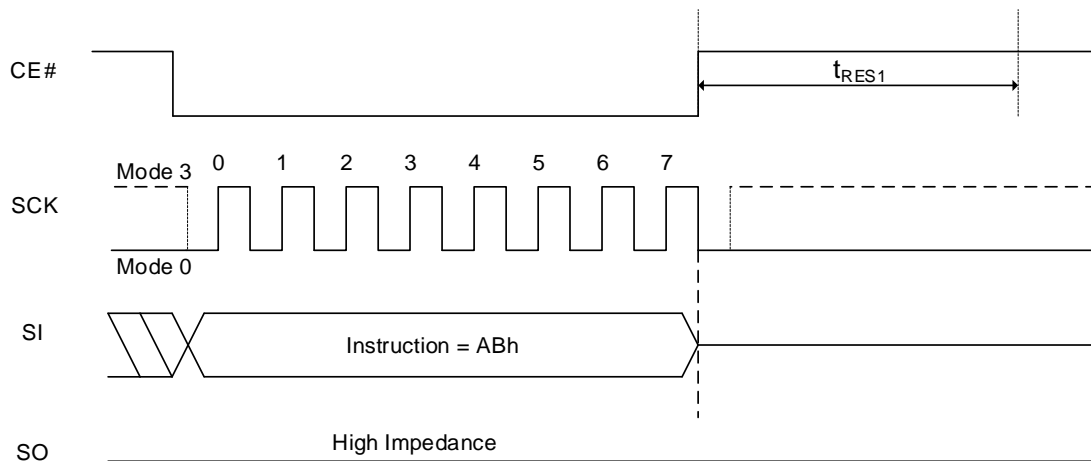 CE#
tRES1
Mode 3
0 1 2 3 4 5 6 7
SCK
Mode 0
SI
Instruction = ABh
SO
High Impedance